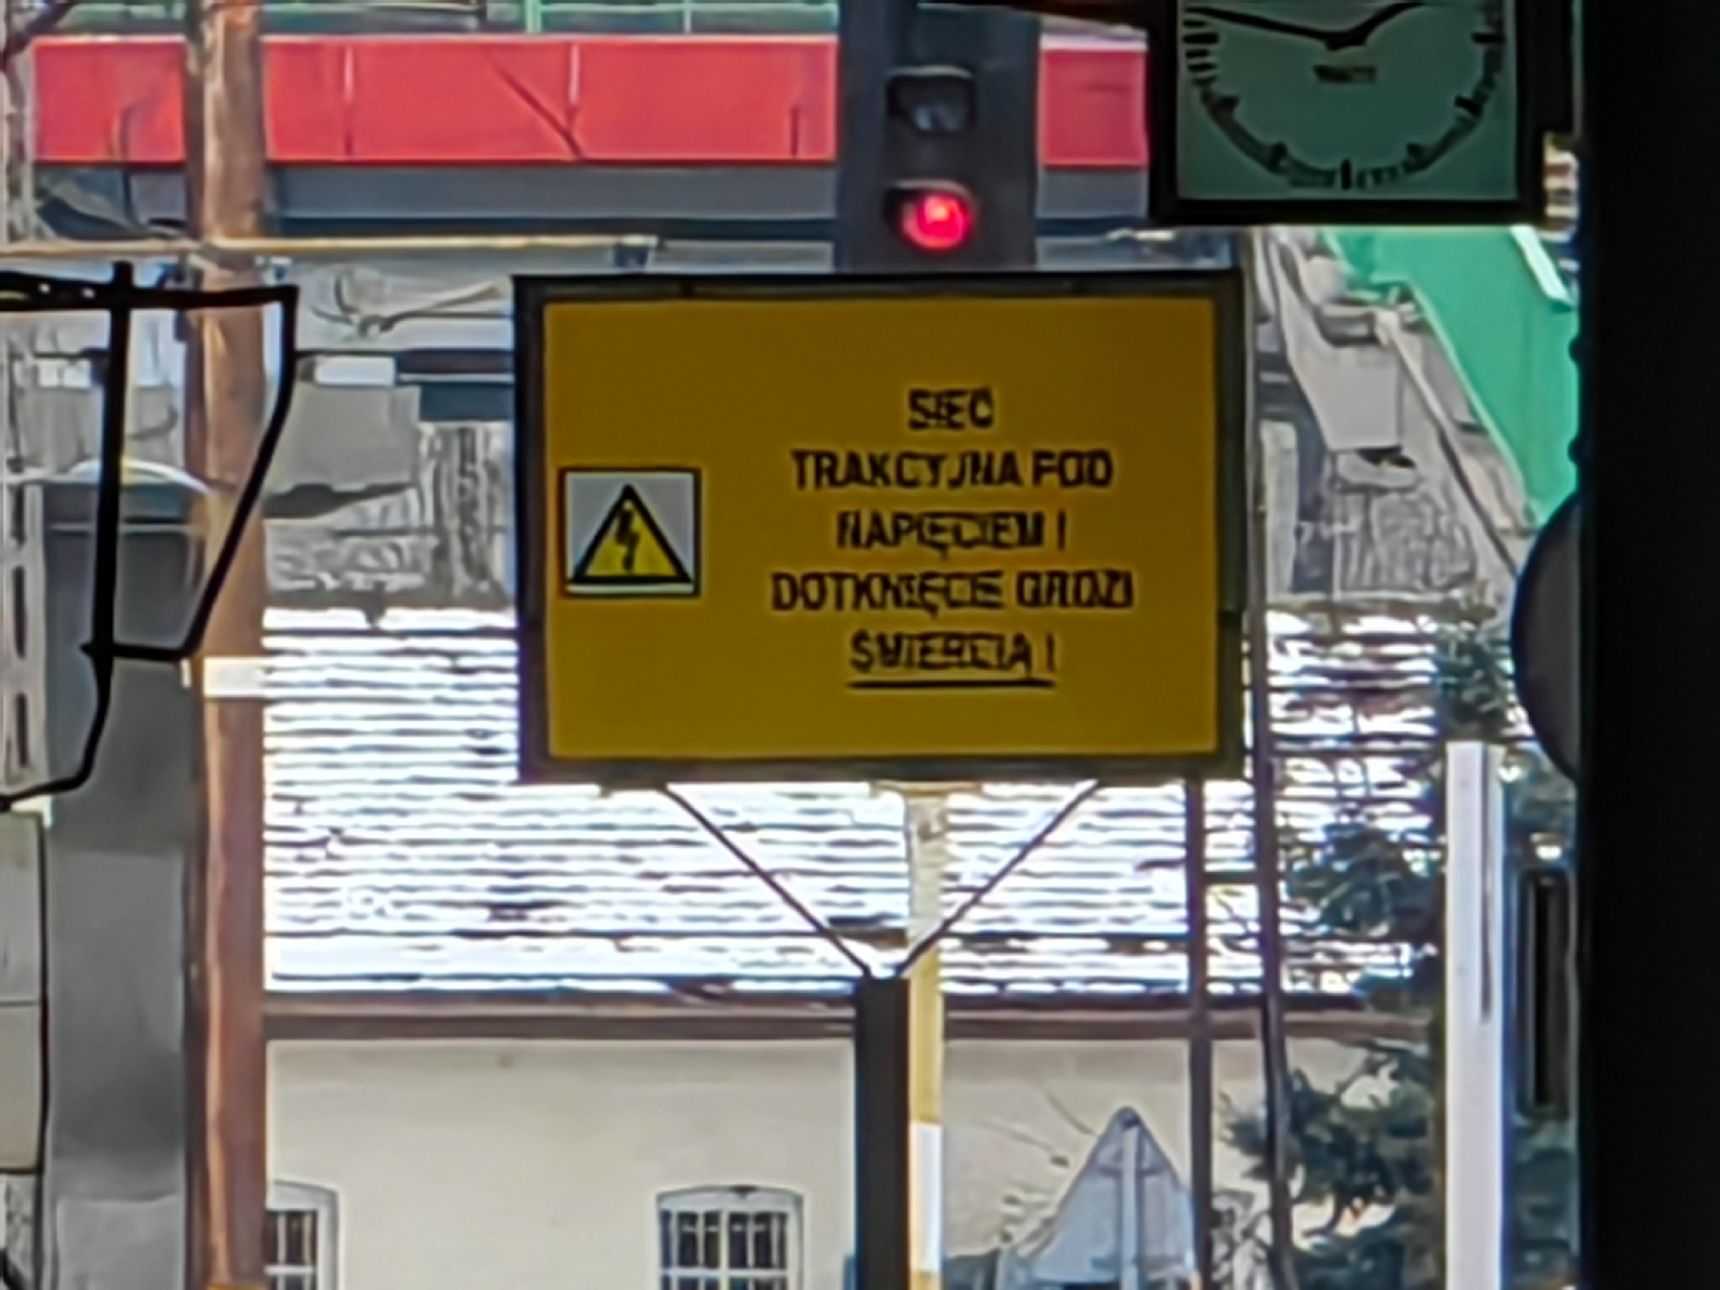 SIEĆ
TRAKCYJNA POD
NAPIĘCIEM I
DOTKNIĘCIE GROZI
ŚMIERCIĄ !